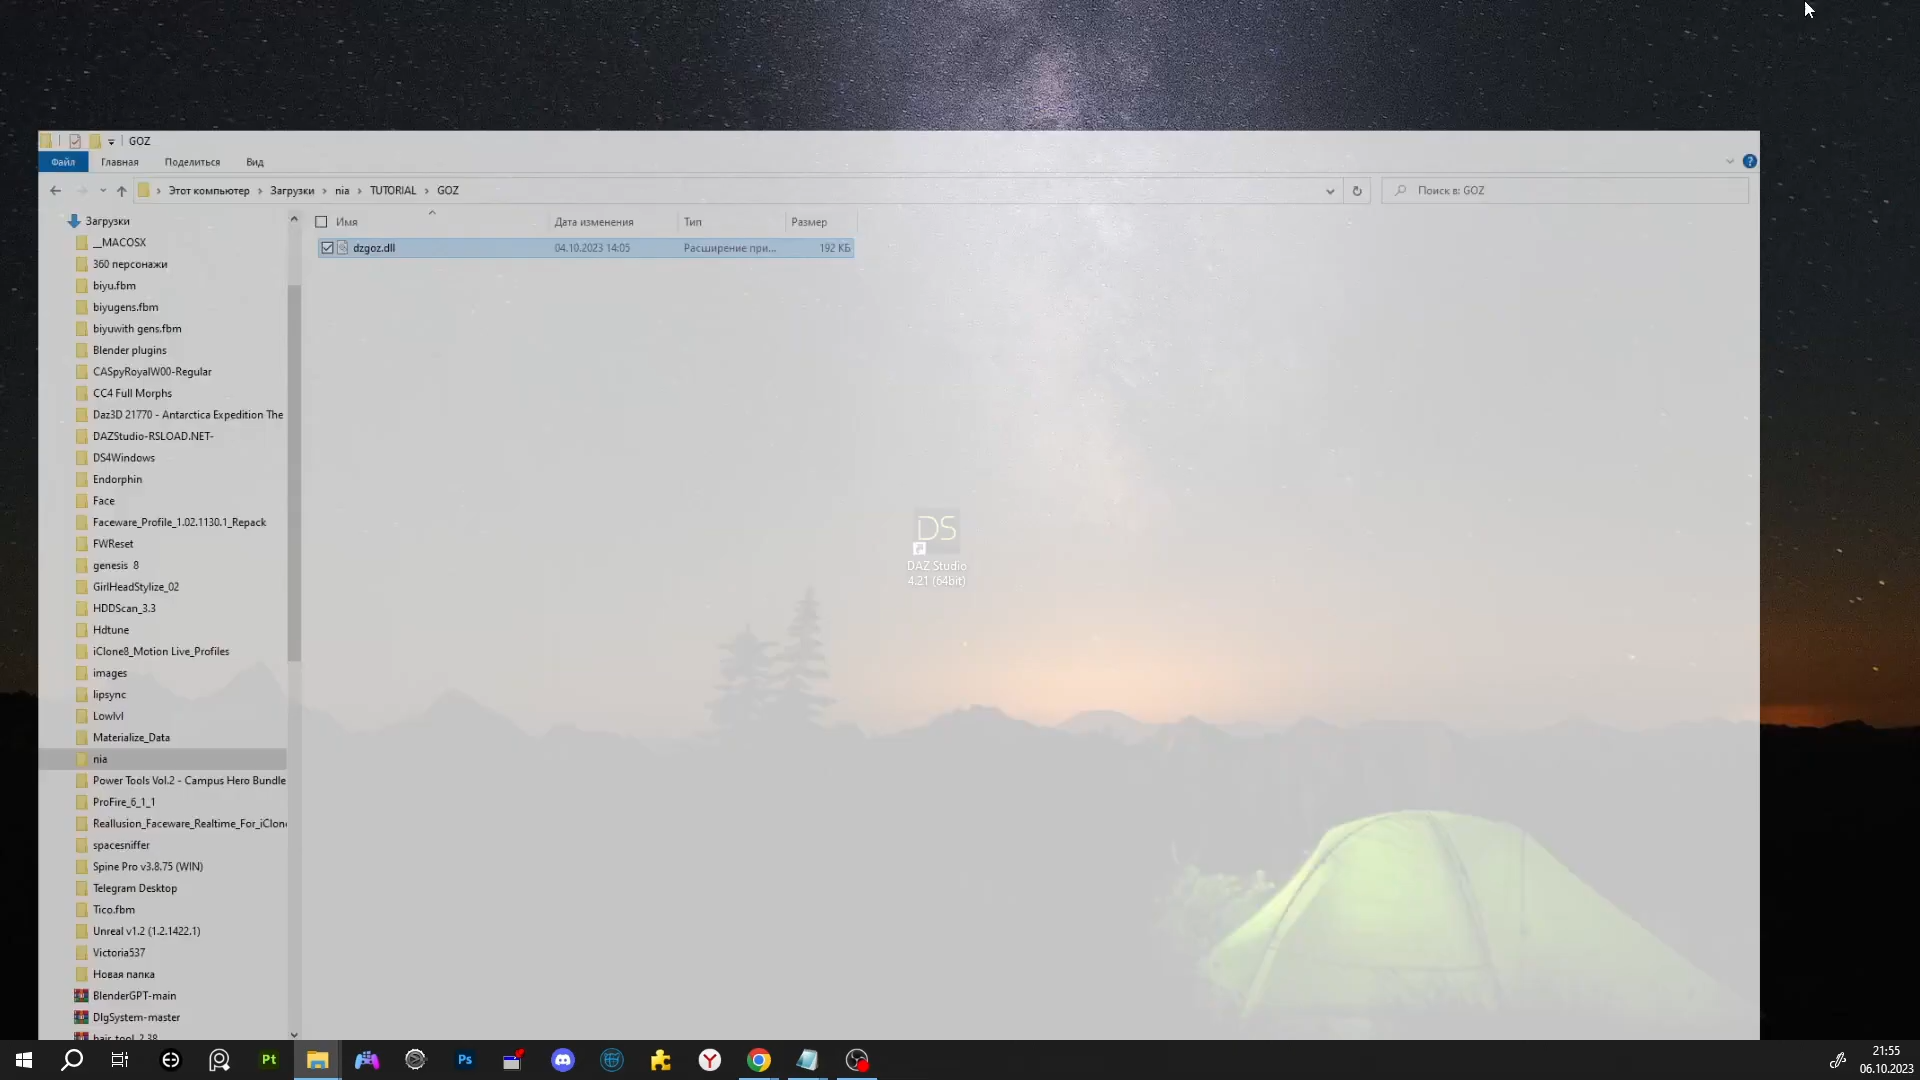 GOZ
Файл Главная Поделиться Вид
Этот компьютер Загрузки nia TUTORIAL GOZ Поиск в: GOZ
Загрузки
Имя Дата изменения Тип Размер
dzgoz.dll 04.10.2023 14:05 Расширение при... 192 КБ
__MACOSX
360 персонажи
biyu.fbm
biyugens.fbm
biyuwith gens.fbm
Blender plugins
CASpyRoyalW00-Regular
CC4 Full Morphs
Daz3D 21770 - Antarctica Expedition The
DAZStudio-RSLOAD.NET-
DS4Windows
Endorphin
Face
Faceware_Profile_1.02.1130.1_Repack
FWReset
genesis 8
GirlHeadStylize_02
HDDScan_3.3
Hdtune
iClone8_Motion Live_Profiles
images
lipsync
Lowlvl
Materialize_Data
nia
Power Tools Vol.2 - Campus Hero Bundle
ProFire_6_1_1
Reallusion_Faceware_Realtime_For_iClon
spacesniffer
Spine Pro v3.8.75 (WIN)
Telegram Desktop
Tico.fbm
Unreal v1.2 (1.2.1422.1)
Victoria537
Новая папка
BlenderGPT-main
DlgSystem-master
hair_tool_2.38
DS
DAZ Studio
4.21 (64bit)
Pt
Ps
21:55
06.10.2023